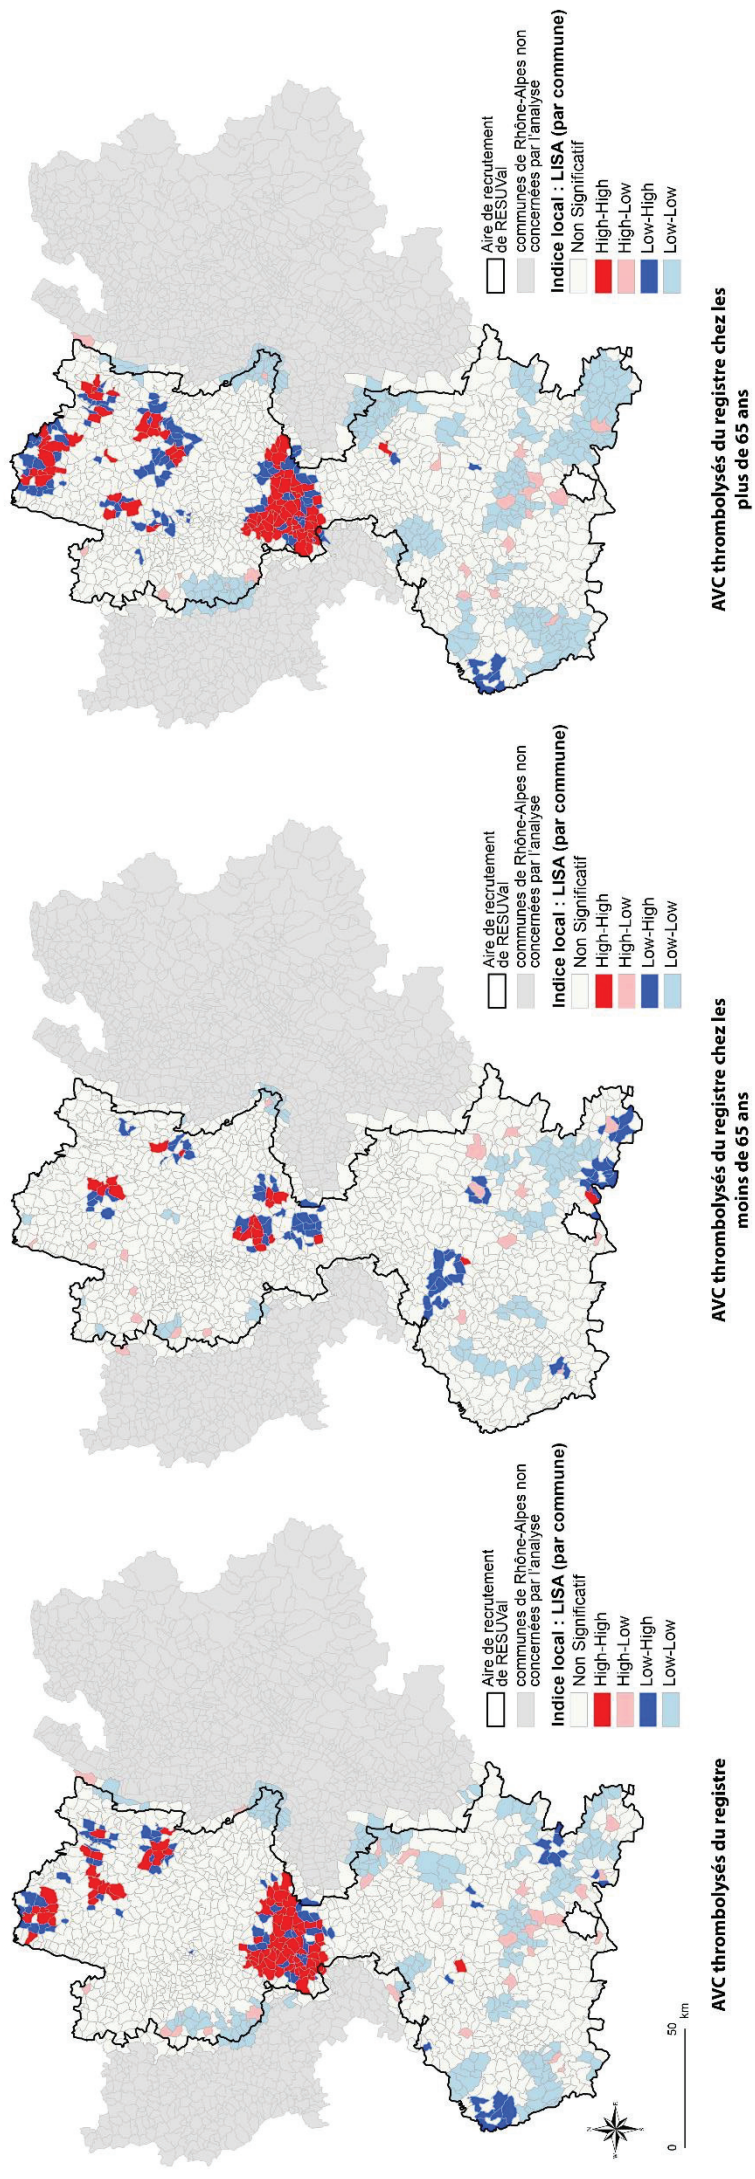 Aire de recrutement
de RESUVal
communes de Rhône-Alpes non
concernées par l'analyse
Indice local : LISA (par commune)
Non Significatif
High-High
High-Low
Low-High
Low-Low
0
50
km
N
E
S
W
AVC thrombolysés du registre
Aire de recrutement
de RESUVal
communes de Rhône-Alpes non
concernées par l'analyse
Indice local : LISA (par commune)
Non Significatif
High-High
High-Low
Low-High
Low-Low
AVC thrombolysés du registre chez les
moins de 65 ans
Aire de recrutement
de RESUVal
communes de Rhône-Alpes non
concernées par l'analyse
Indice local : LISA (par commune)
Non Significatif
High-High
High-Low
Low-High
Low-Low
AVC thrombolysés du registre chez les
plus de 65 ans